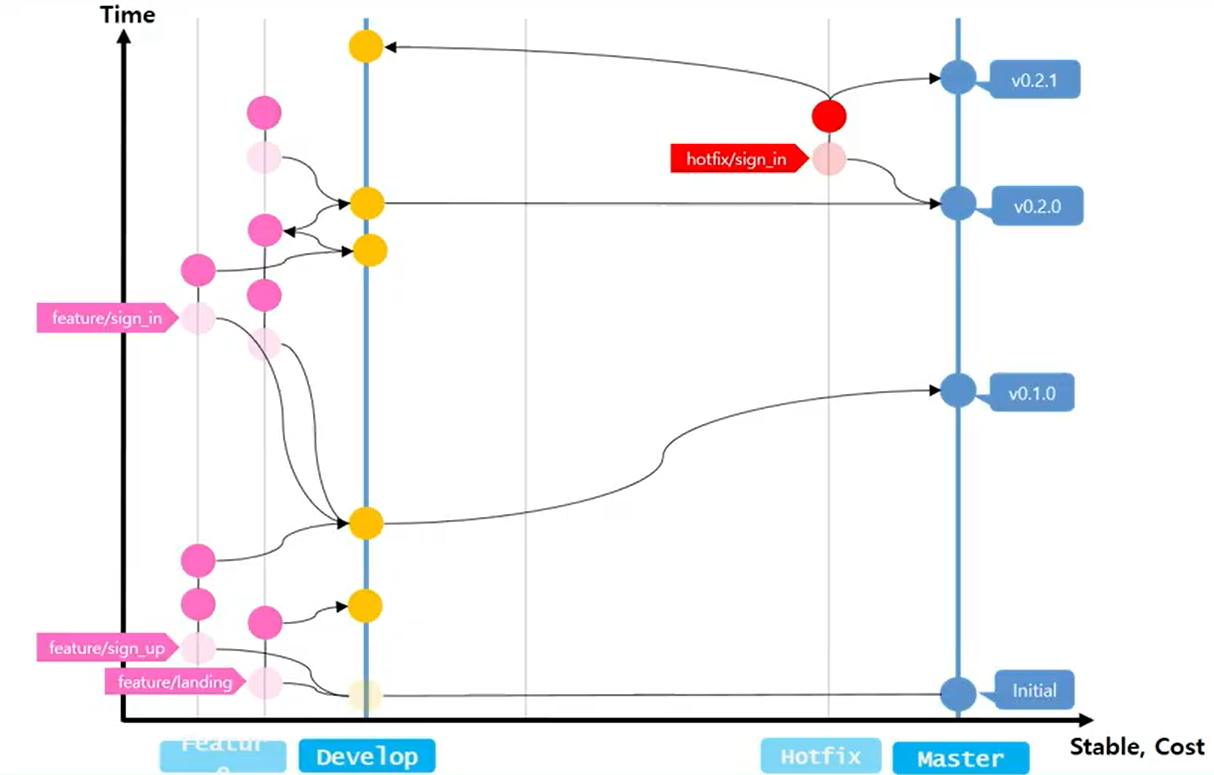 Time
v0.2.1
hotfix/sign_in
v0.2.0
feature/sign_in
v0.1.0
feature/sign_up
feature/landing
Initial
Featur
e
Develop
Hotfix
Master
Stable, Cost